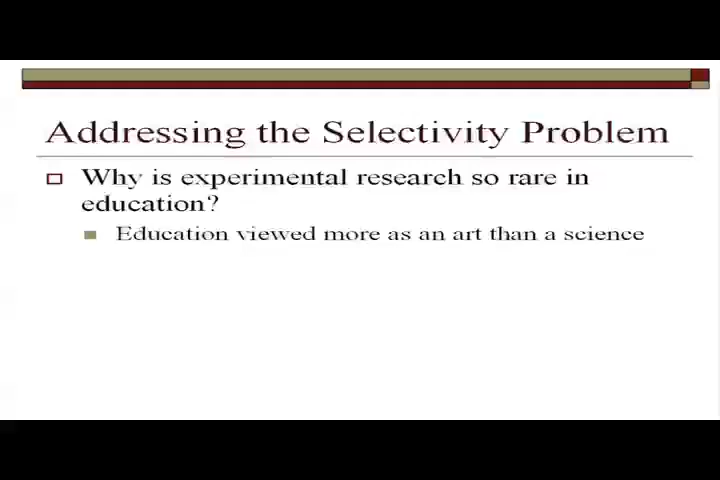 Addressing the Selectivity Problem
Why is experimental research so rare in
education?
Education viewed more as an art than a science